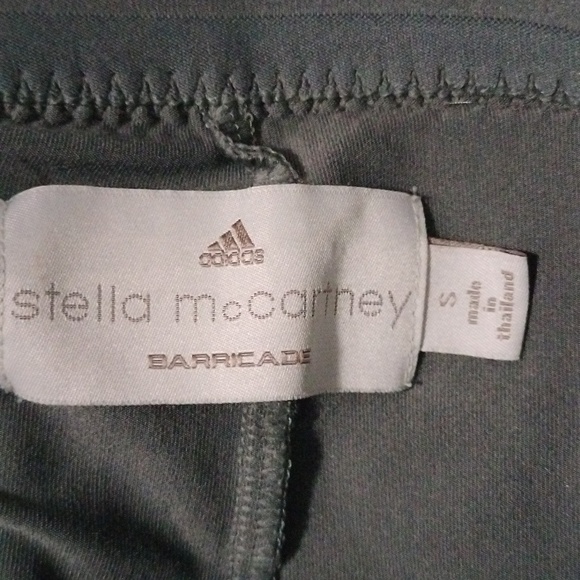 adidas
stella mccartney
BARRICADE
S
made
in
thailand